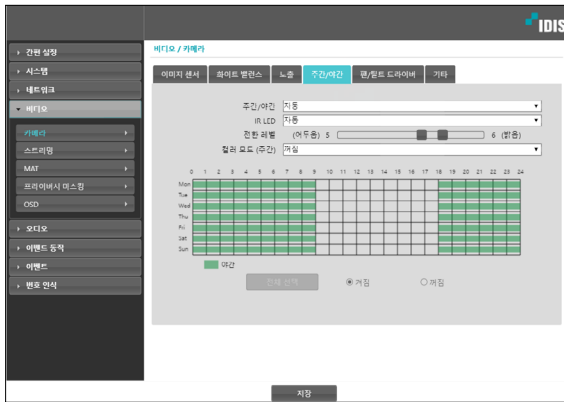 IDIS
비디오 / 카메라
간편 설정
시스템
네트워크
비디오
카메라
스트리밍
MAT
프라이버시 마스킹
OSD
오디오
이벤트 동작
이벤트
번호 인식
이미지 센서 화이트 밸런스 노출 주간/야간 팬/틸트 드라이버 기타
주간/야간 자동
IR LED 자동
전환 레벨 (어두움) 5 6 (밝음)
컬러 모드 (주간) 꺼짐
0 1 2 3 4 5 6 7 8 9 10 11 12 13 14 15 16 17 18 19 20 21 22 23 24
Mon
Tue
Wed
Thu
Fri
Sat
Sun
야간
전체 선택 켜짐 꺼짐
저장